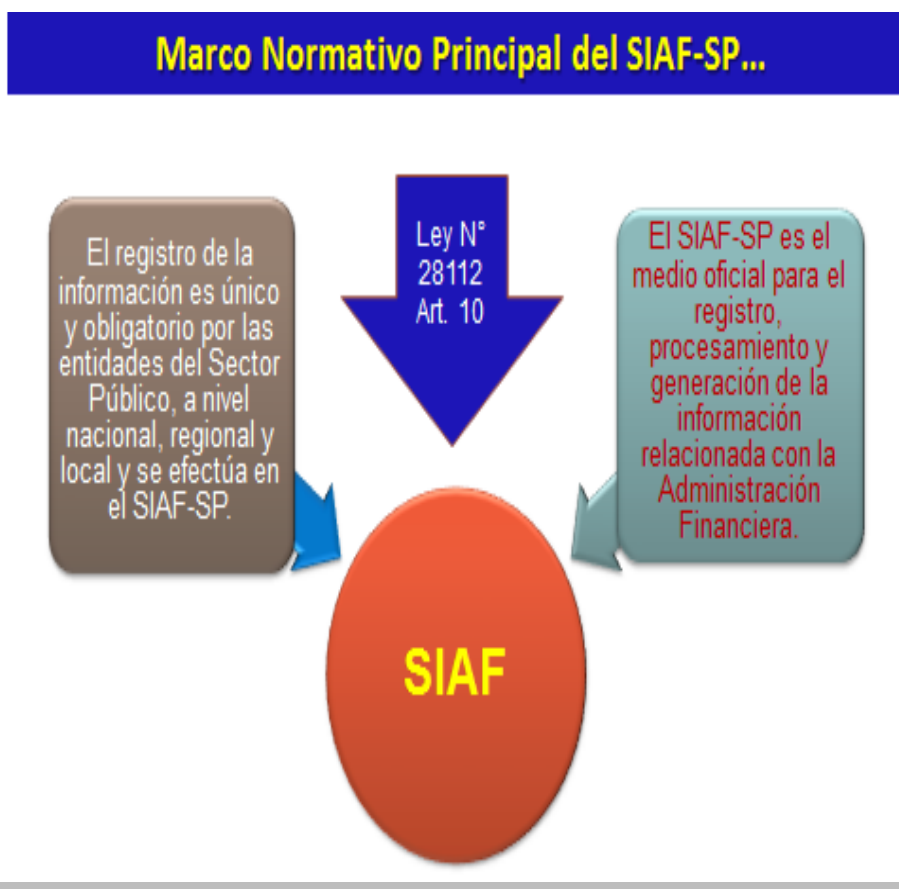 Marco Normativo Principal del SIAF-SP...
El registro de la
información es único
y obligatorio por las
entidades del Sector
Público, a nivel
nacional, regional y
local y se efectúa en
el SIAF-SP.
Ley N°
28112
Art. 10
El SIAF-SP es el
medio oficial para el
registro,
procesamiento y
generación de la
información
relacionada con la
Administración
Financiera.
SIAF